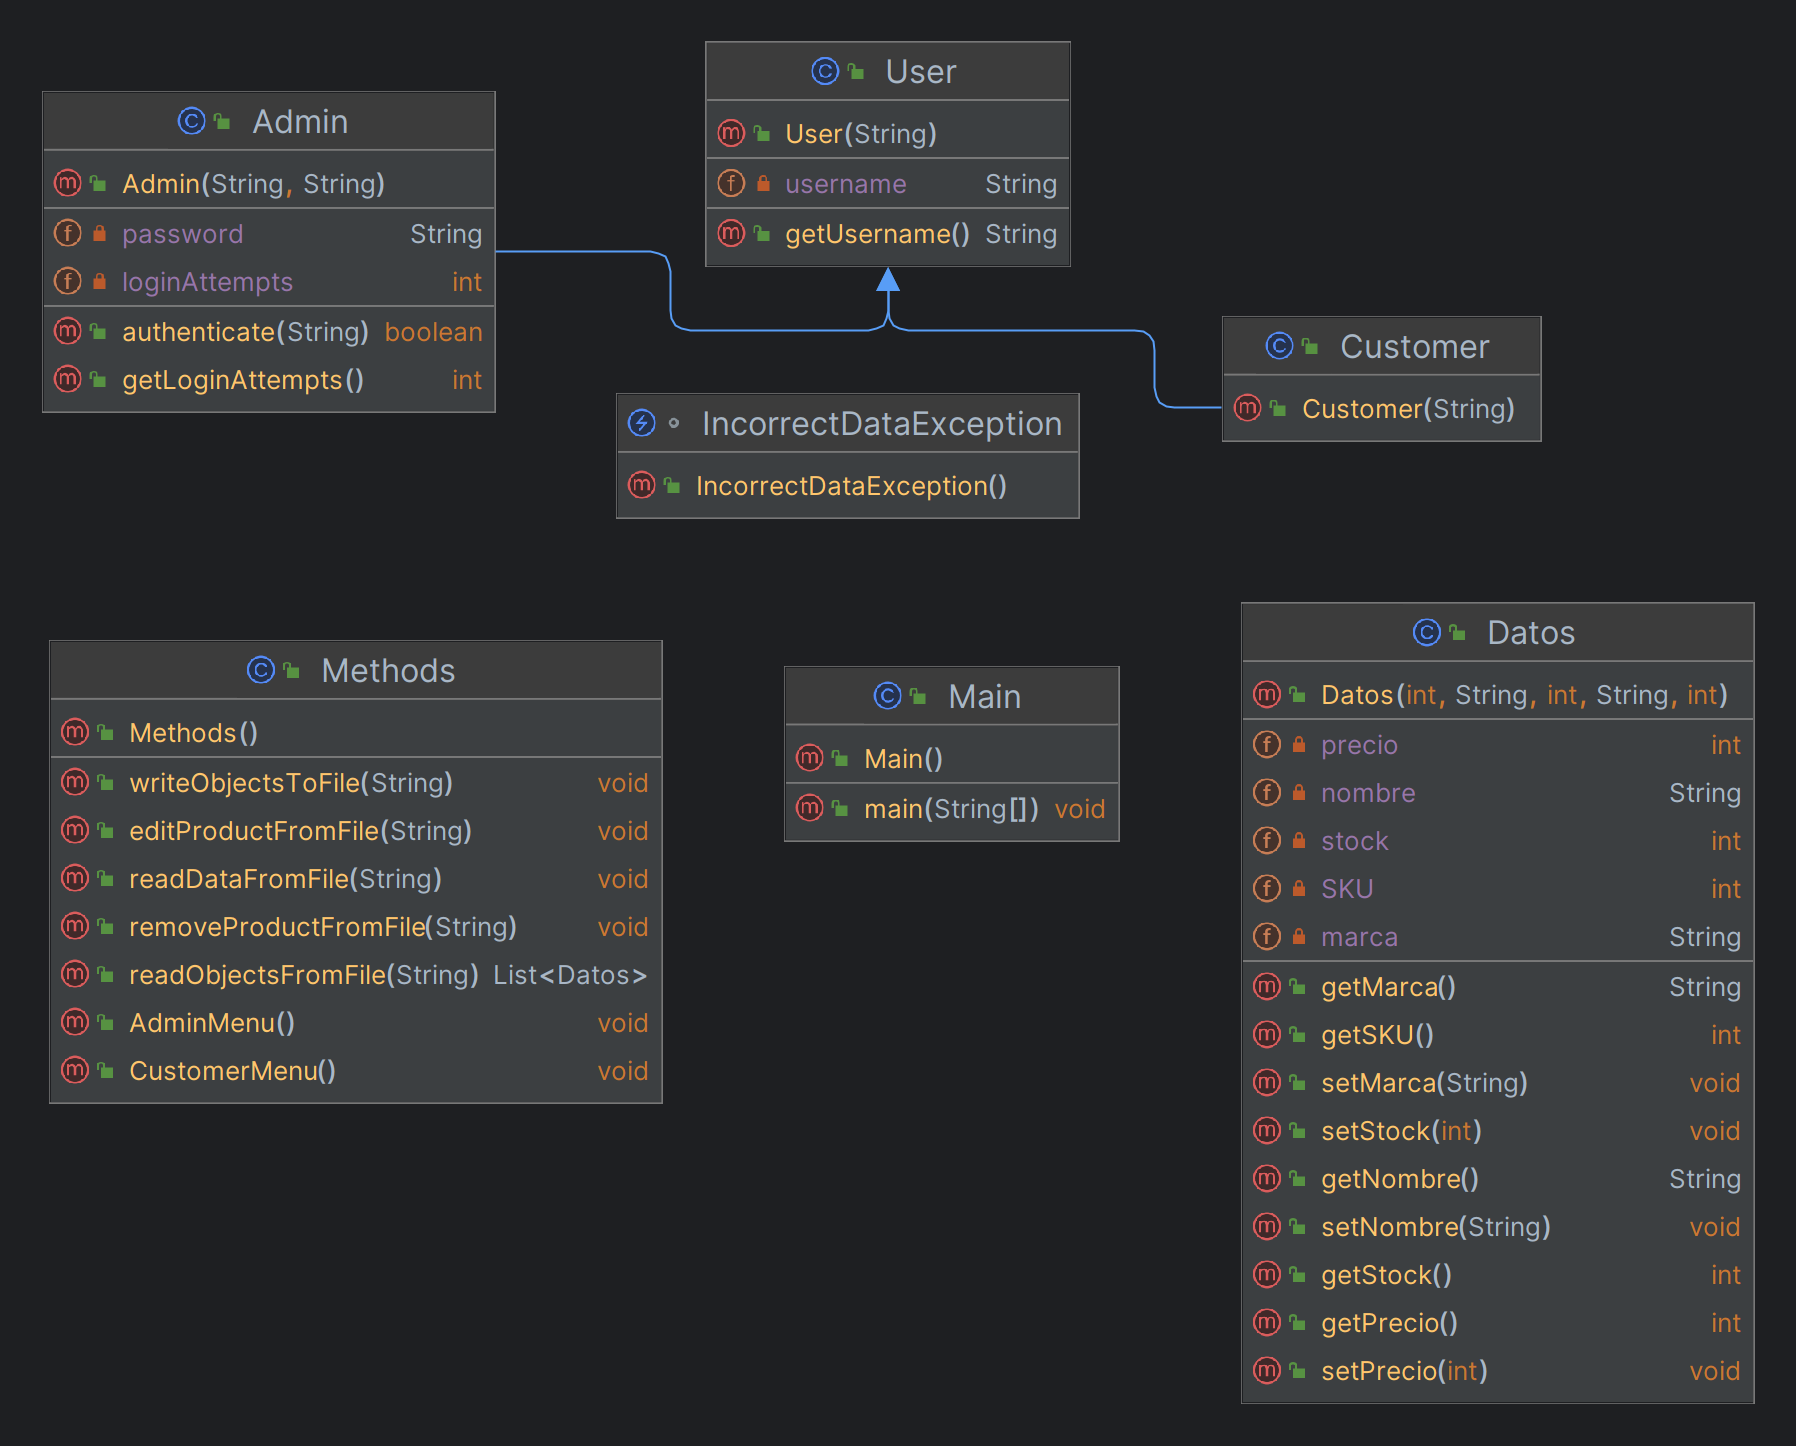 User
User(String)
username String
getUsername() String
Admin
Admin(String, String)
password String
loginAttempts int
authenticate(String) boolean
getLoginAttempts() int
Customer
Customer(String)
IncorrectDataException
IncorrectDataException()
Methods
Methods()
writeObjectsToFile(String) void
editProductFromFile(String) void
readDataFromFile(String) void
removeProductFromFile(String) void
readObjectsFromFile(String) List<Datos>
AdminMenu() void
CustomerMenu() void
Main
Main()
main(String[]) void
Datos
Datos(int, String, int, String, int)
precio int
nombre String
stock int
SKU int
marca String
getMarca() String
getSKU() int
setMarca(String) void
setStock(int) void
getNombre() String
setNombre(String) void
getStock() int
getPrecio() int
setPrecio(int) void